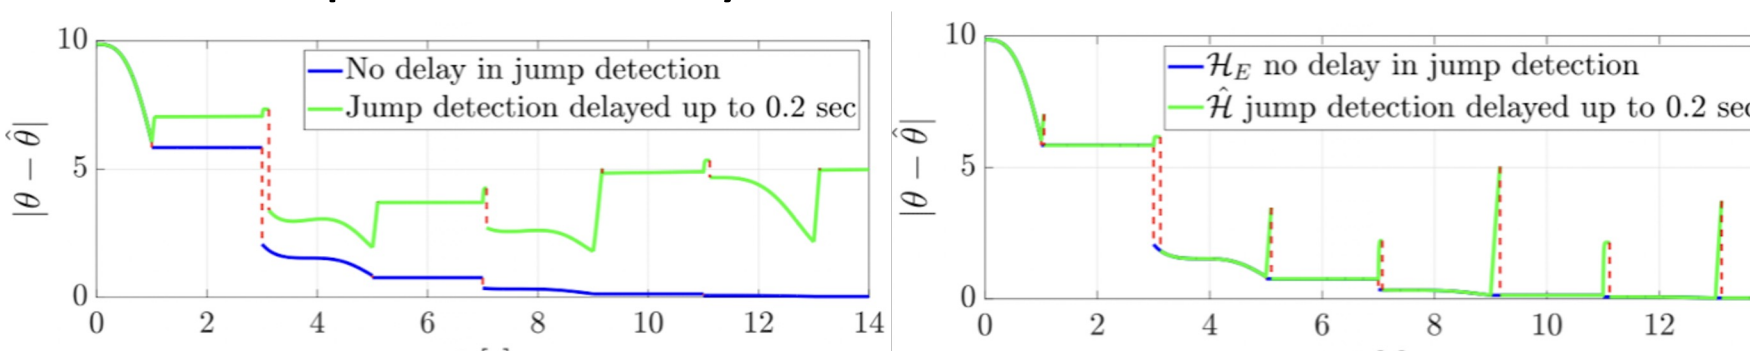 10
5
0
|θ − θ̂|
No delay in jump detection
Jump detection delayed up to 0.2 sec
0 2 4 6 8 10 12 14
10
5
0
|θ − θ̂|
ℋ_E no delay in jump detection
ℋ̂ jump detection delayed up to 0.2 sec
0 2 4 6 8 10 12